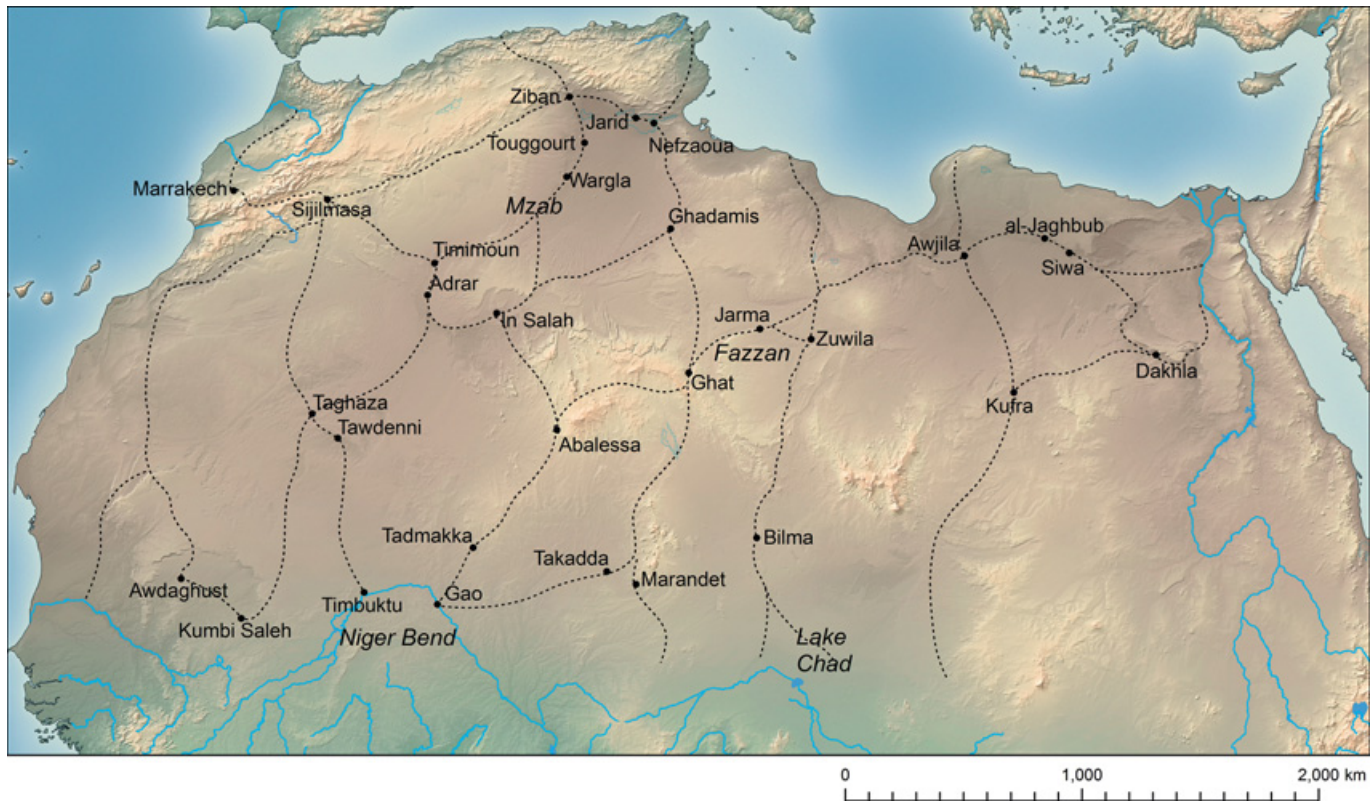 Ziban
Jarid
Touggourt
Nefzaoua
Marrakech
Wargla
Sijilmasa
Mzab
Ghadamis
al-Jaghbub
Awjila
Siwa
Timimoun
Adrar
In Salah
Jarma
Zuwila
Fazzan
Dakhla
Ghat
Kufra
Taghaza
Tawdenni
Abalessa
Tadmakka
Bilma
Takadda
Marandet
Awdaghust
Timbuktu
Gao
Kumbi Saleh
Niger Bend
Lake
Chad
0 1,000 2,000 km